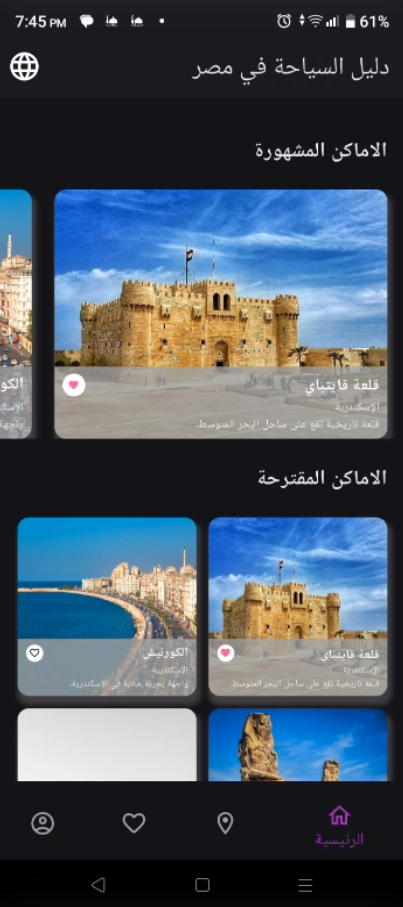 7:45 PM
61%
دليل السياحة في مصر
الاماكن المشهورة
قلعة قايتباي
الإسكندرية
قلعة تاريخية تقع على ساحل البحر المتوسط.
الاماكن المقترحة
قلعة قايتباي
الإسكندرية
قلعة تاريخية تقع على ساحل البحر المتوسط.
الكورنيش
الإسكندرية
واجهة بحرية خلابة في الإسكندرية.
الرئيسية